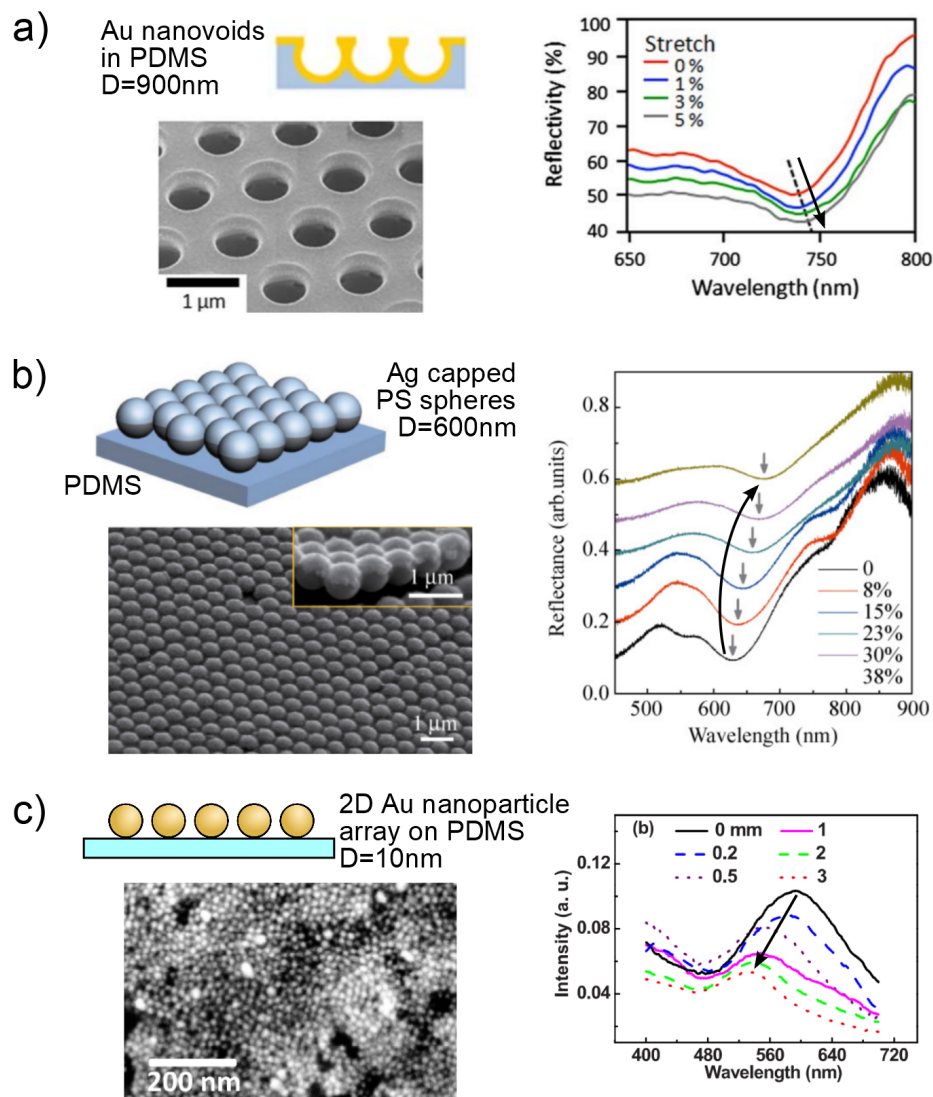 a)
Au nanovoids
in PDMS
D=900nm
1 µm
Reflectivity (%)
100
90
80
70
60
50
40
Stretch
0 %
1 %
3 %
5 %
650
700
750
800
Wavelength (nm)
b)
Ag capped
PS spheres
D=600nm
PDMS
1 µm
1 µm
Reflectance (arb.units)
0.8
0.6
0.4
0.2
0.0
0
8%
15%
23%
30%
38%
500
600
700
800
900
Wavelength (nm)
c)
2D Au nanoparticle
array on PDMS
D=10nm
200 nm
(b)
0 mm
1
0.2
2
0.5
3
Intensity (a. u.)
0.12
0.08
0.04
400
480
560
640
720
Wavelength (nm)